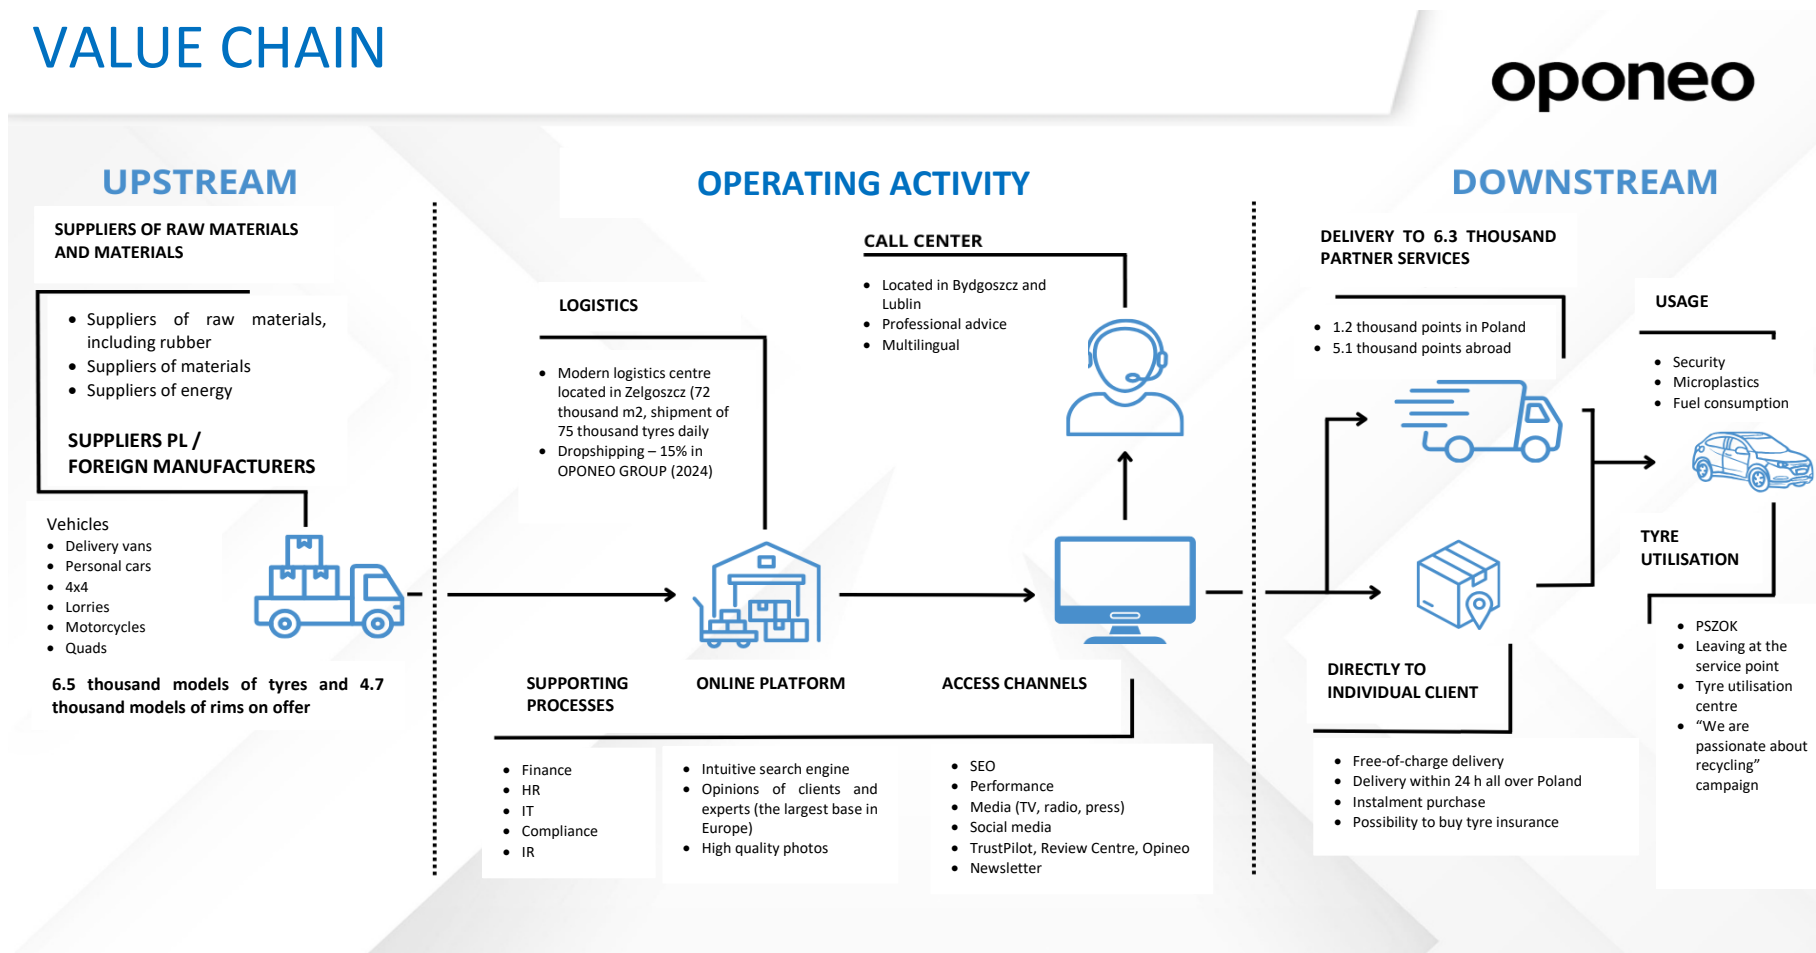 VALUE CHAIN
oponeo
UPSTREAM
SUPPLIERS OF RAW MATERIALS
AND MATERIALS
• Suppliers of raw materials,
including rubber
• Suppliers of materials
• Suppliers of energy
SUPPLIERS PL /
FOREIGN MANUFACTURERS
Vehicles
• Delivery vans
• Personal cars
• 4x4
• Lorries
• Motorcycles
• Quads
6.5 thousand models of tyres and 4.7
thousand models of rims on offer
OPERATING ACTIVITY
LOGISTICS
• Modern logistics centre
located in Zelgoszcz (72
thousand m2, shipment of
75 thousand tyres daily
• Dropshipping – 15% in
OPONEO GROUP (2024)
CALL CENTER
• Located in Bydgoszcz and
Lublin
• Professional advice
• Multilingual
SUPPORTING
PROCESSES
• Finance
• HR
• IT
• Compliance
• IR
ONLINE PLATFORM
• Intuitive search engine
• Opinions of clients and
experts (the largest base in
Europe)
• High quality photos
ACCESS CHANNELS
• SEO
• Performance
• Media (TV, radio, press)
• Social media
• TrustPilot, Review Centre, Opineo
• Newsletter
DOWNSTREAM
DELIVERY TO 6.3 THOUSAND
PARTNER SERVICES
• 1.2 thousand points in Poland
• 5.1 thousand points abroad
DIRECTLY TO
INDIVIDUAL CLIENT
• Free-of-charge delivery
• Delivery within 24 h all over Poland
• Instalment purchase
• Possibility to buy tyre insurance
USAGE
• Security
• Microplastics
• Fuel consumption
TYRE
UTILISATION
• PSZOK
• Leaving at the
service point
• Tyre utilisation
centre
• “We are
passionate about
recycling”
campaign